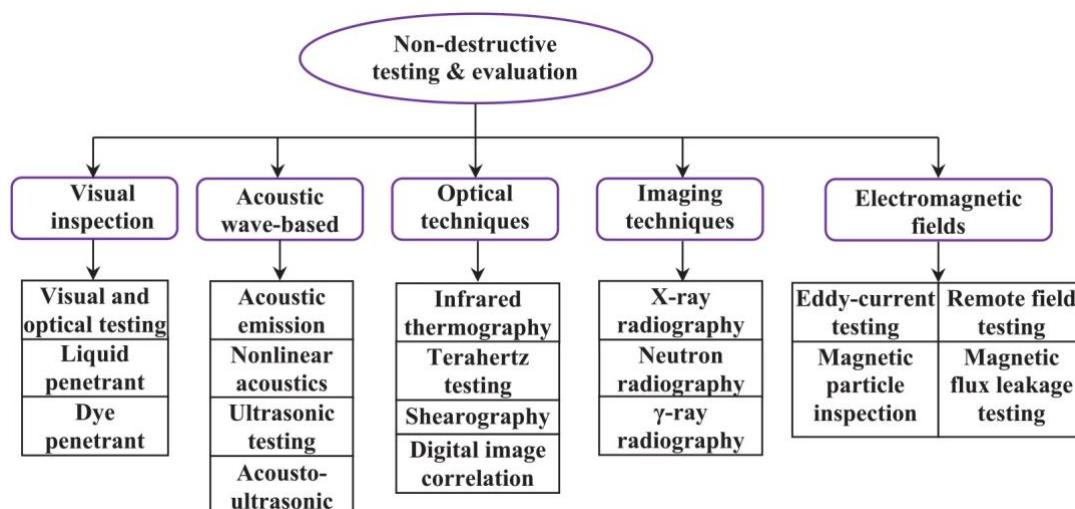 Non-destructive
testing & evaluation
Visual
inspection
Acoustic
wave-based
Optical
techniques
Imaging
techniques
Electromagnetic
fields
Visual and
optical testing
Liquid
penetrant
Dye
penetrant
Acoustic
emission
Nonlinear
acoustics
Ultrasonic
testing
Acousto-
ultrasonic
Infrared
thermography
Terahertz
testing
Shearography
Digital image
correlation
X-ray
radiography
Neutron
radiography
γ-ray
radiography
Eddy-current
testing
Remote field
testing
Magnetic
particle
inspection
Magnetic
flux leakage
testing